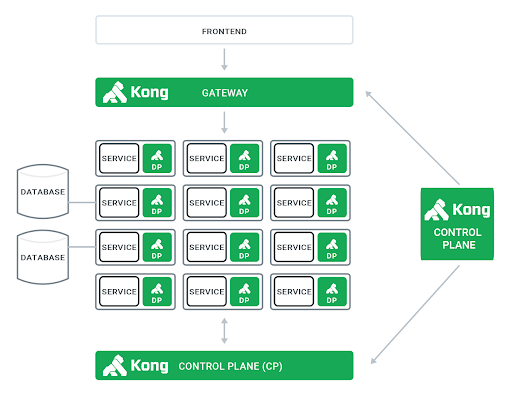 FRONTEND
Kong GATEWAY
SERVICE DP SERVICE DP SERVICE DP
DATABASE
SERVICE DP SERVICE DP SERVICE DP
Kong
CONTROL
PLANE
DATABASE
SERVICE DP SERVICE DP SERVICE DP
SERVICE DP SERVICE DP SERVICE DP
Kong CONTROL PLANE (CP)